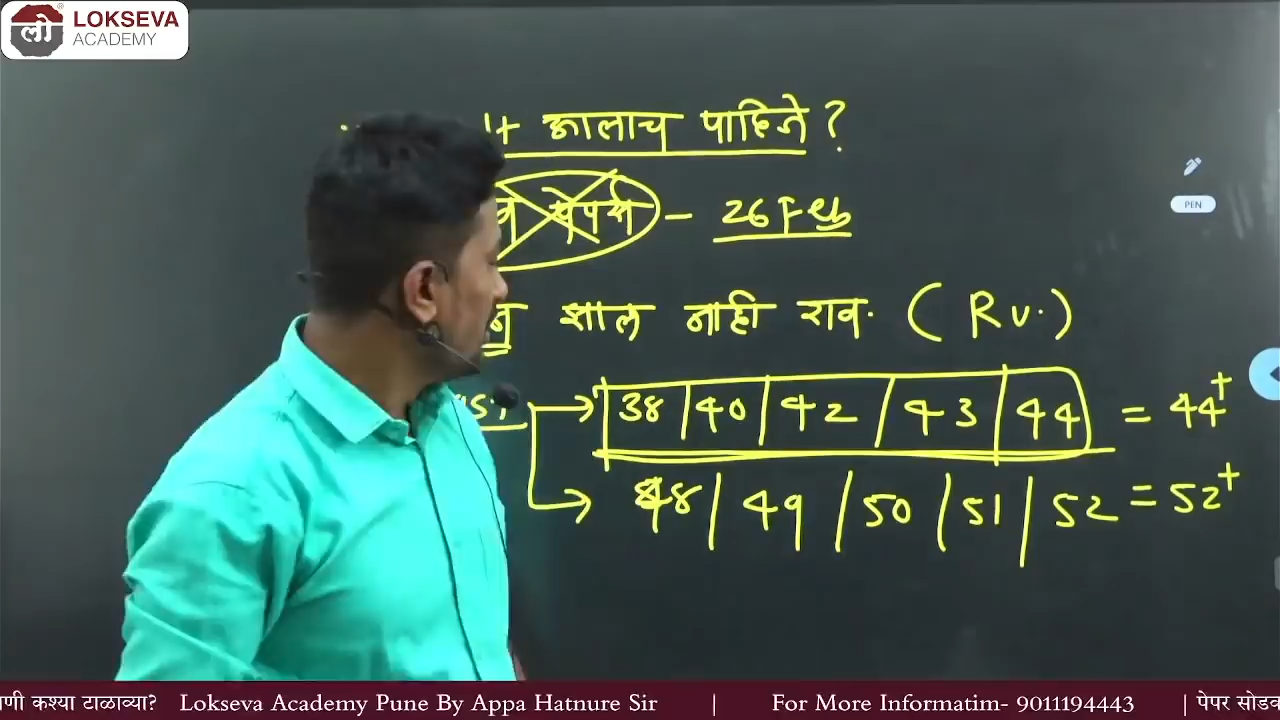 LOKSEVA
ACADEMY
लो
झालाच पाहिजे ?
पेपर्स – 26 Feb
झाल नाही राव. ( Rv. )
38 | 40 | 42 | 43 | 44 = 44+
48 | 49 | 50 | 51 | 52 = 52+
PEN
णी कश्या टाळाव्या? Lokseva Academy Pune By Appa Hatnure Sir | For More Informatim- 9011194443 | पेपर सोडव